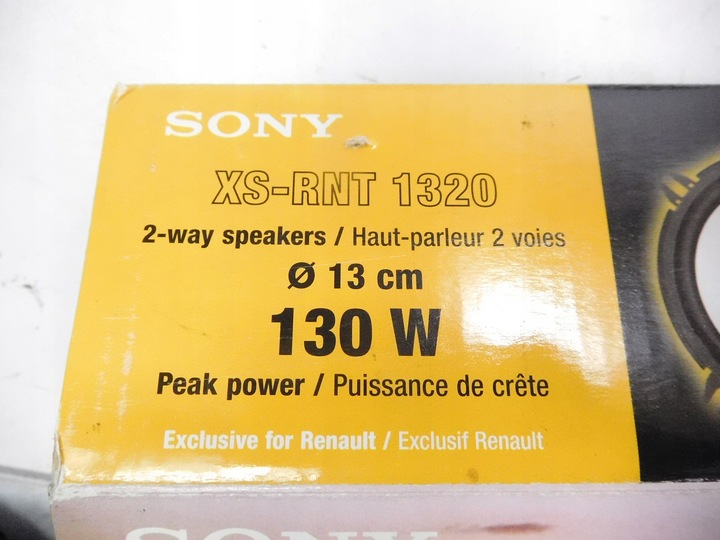 SONY
XS-RNT 1320
2-way speakers / Haut-parleur 2 voies
Ø 13 cm
130 W
Peak power / Puissance de crête
Exclusive for Renault / Exclusif Renault
SONY